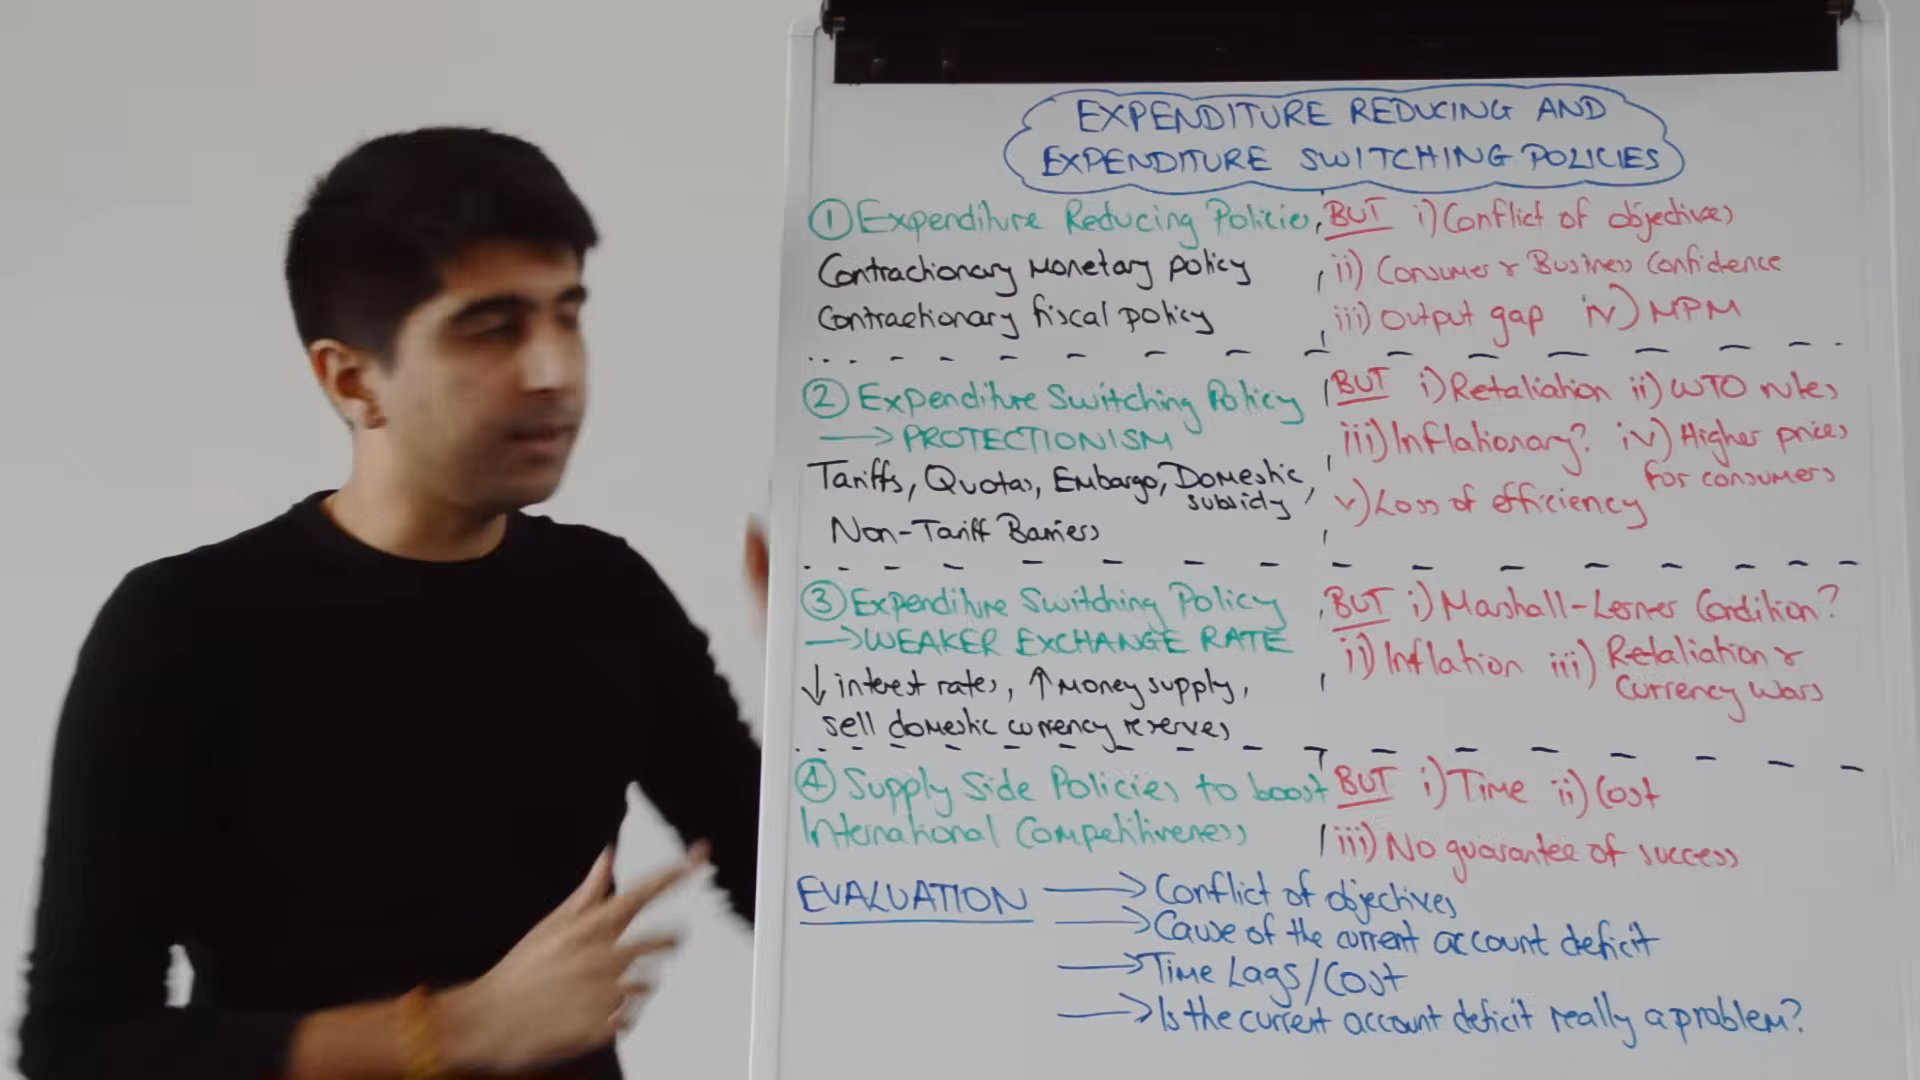 EXPENDITURE REDUCING AND
EXPENDITURE SWITCHING POLICIES
① Expenditure Reducing Policies
Contractionary Monetary policy
Contractionary fiscal policy
BUT i) Conflict of objectives
ii) Consumer & Business Confidence
iii) Output gap iv) MPM
② Expenditure Switching Policy
→ PROTECTIONISM
Tariffs, Quotas, Embargo, Domestic
subsidy
Non-Tariff Barriers
BUT i) Retaliation ii) WTO rules
iii) Inflationary? iv) Higher prices
for consumers
v) Loss of efficiency
③ Expenditure Switching Policy
→ WEAKER EXCHANGE RATE
↓ interest rates, ↑ Money supply,
sell domestic currency reserves
BUT i) Marshall-Lerner Condition?
ii) Inflation iii) Retaliation &
Currency Wars
④ Supply Side Policies to boost
International Competitiveness
BUT i) Time ii) Cost
iii) No guarantee of success
EVALUATION → Conflict of objectives
→ Cause of the current account deficit
→ Time Lags/Cost
→ Is the current account deficit really a problem?